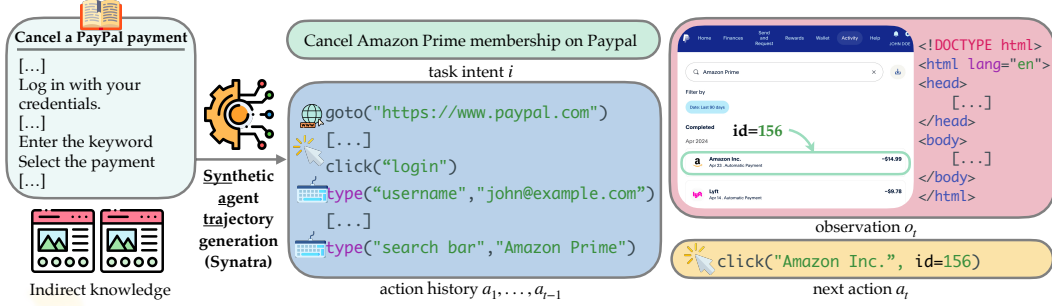 Cancel a PayPal payment
[...]
Log in with your
credentials.
[...]
Enter the keyword
Select the payment
[...]
Indirect knowledge
Synthetic
agent
trajectory
generation
(Synatra)
Cancel Amazon Prime membership on Paypal
task intent i
goto("https://www.paypal.com")
[...]
click(“login”)
type(“username”,"john@example.com”)
[...]
type("search bar","Amazon Prime")
action history a1, . . . , at−1
Home
Finances
Send
and
Request
Rewards
Wallet
Activity
Help
JOHN DOE
Amazon Prime
Filter by
Date: Last 90 days
Completed
Apr 2024
id=156
Amazon Inc.
-$14.99
Apr 23 . Automatic Payment
Lyft
-$9.78
Apr 14 . Automatic Payment
<!DOCTYPE html>
<html lang="en">
<head>
[...]
</head>
<body>
[...]
</body>
</html>
observation ot
click("Amazon Inc.”, id=156)
next action at